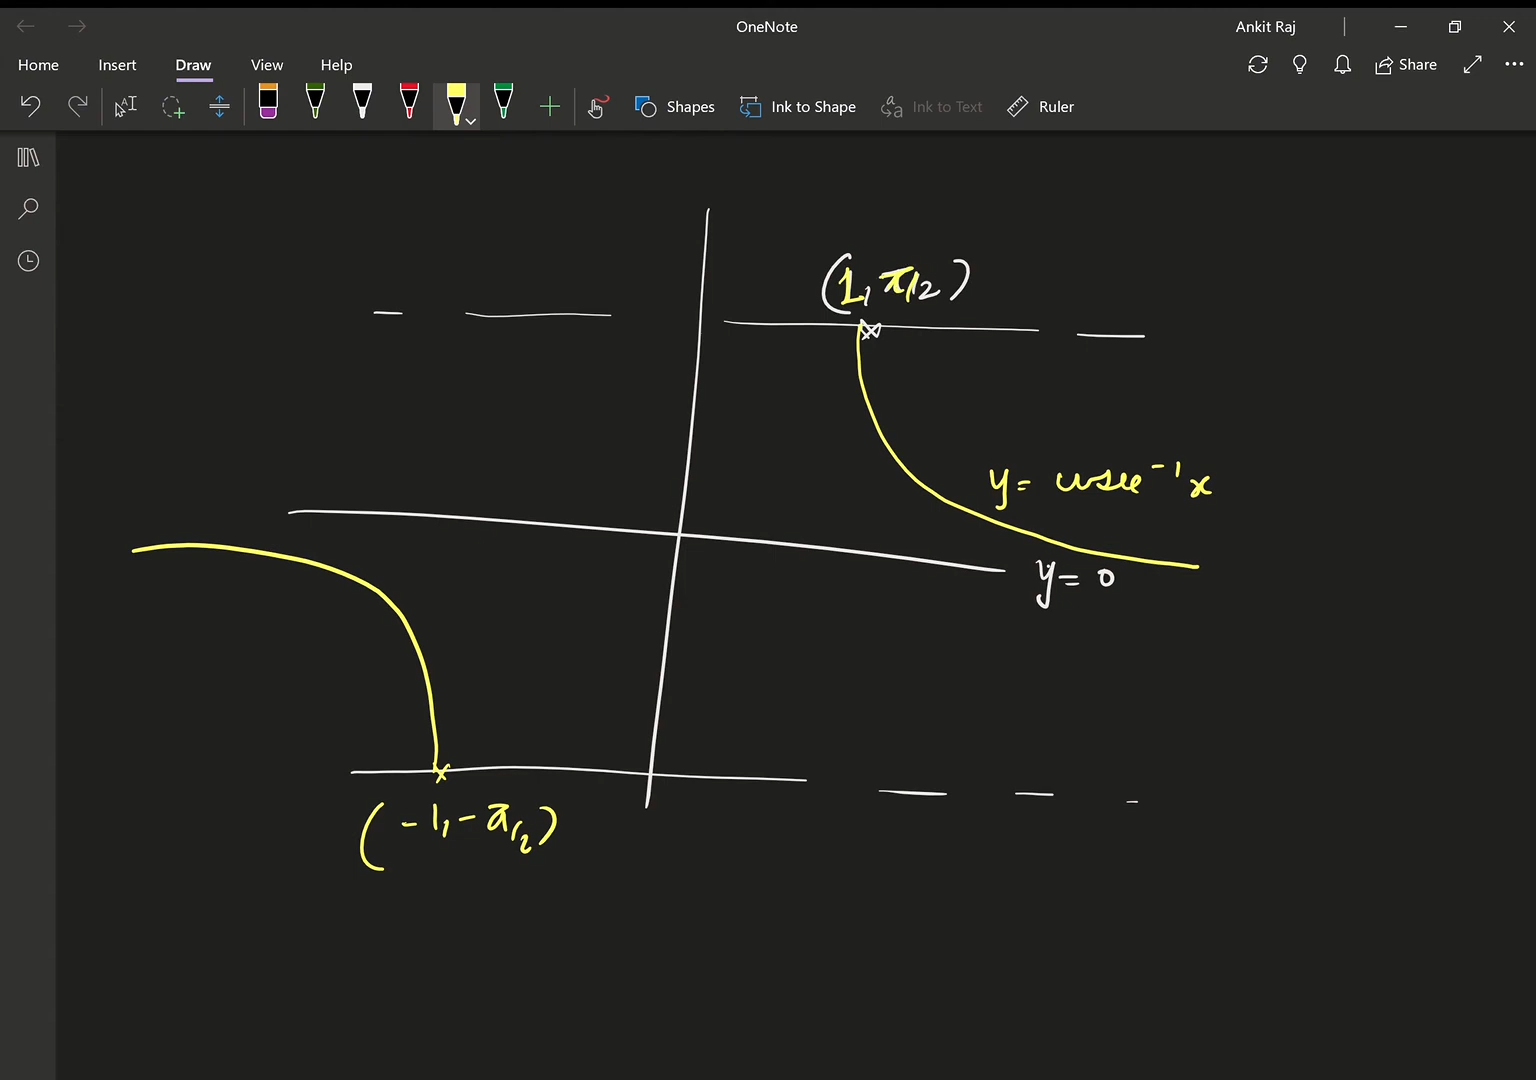 OneNote
Ankit Raj
Home Insert Draw View Help
Share
Shapes
Ink to Shape
Ink to Text
Ruler
(1, π/2)
y = cosec⁻¹x
y = 0
(-1, -π/2)